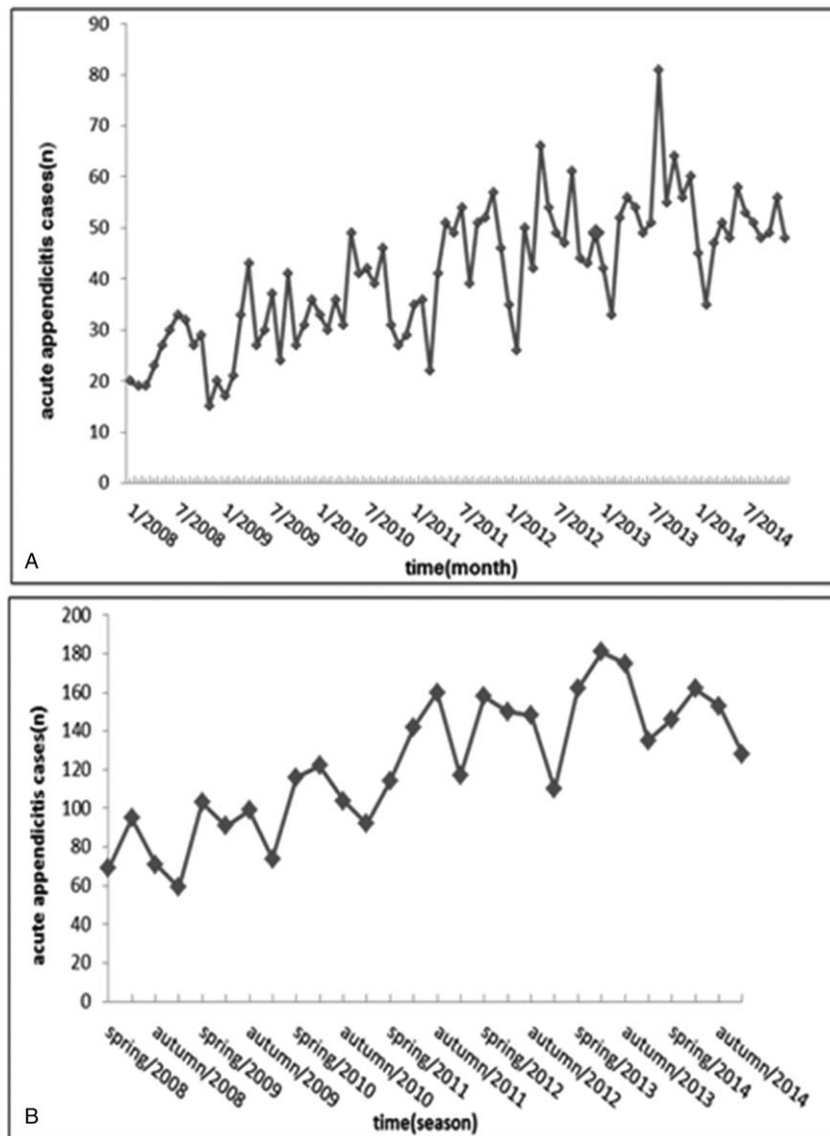 90
80
70
60
50
40
30
20
10
0
acute appendicitis cases(n)
1/2008
7/2008
1/2009
7/2009
1/2010
7/2010
1/2011
7/2011
1/2012
7/2012
1/2013
7/2013
1/2014
7/2014
time(month)
A
200
180
160
140
120
100
80
60
40
20
0
acute appendicitis cases(n)
spring/2008
autumn/2008
spring/2009
autumn/2009
spring/2010
autumn/2010
spring/2011
autumn/2011
spring/2012
autumn/2012
spring/2013
autumn/2013
spring/2014
autumn/2014
time(season)
B